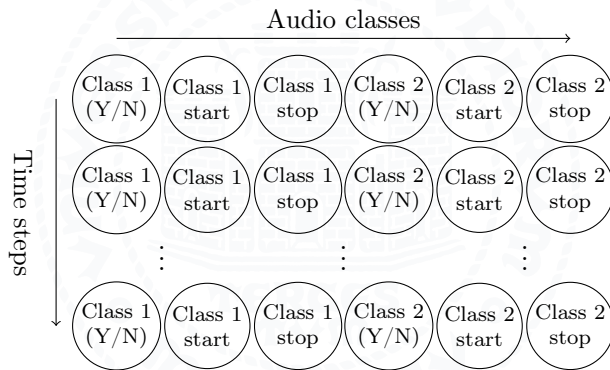 Audio classes
Time steps
Class 1 Class 1 Class 1 Class 2 Class 2 Class 2
(Y/N) start stop (Y/N) start stop
Class 1 Class 1 Class 1 Class 2 Class 2 Class 2
(Y/N) start stop (Y/N) start stop
⋮ ⋮ ⋮
Class 1 Class 1 Class 1 Class 2 Class 2 Class 2
(Y/N) start stop (Y/N) start stop